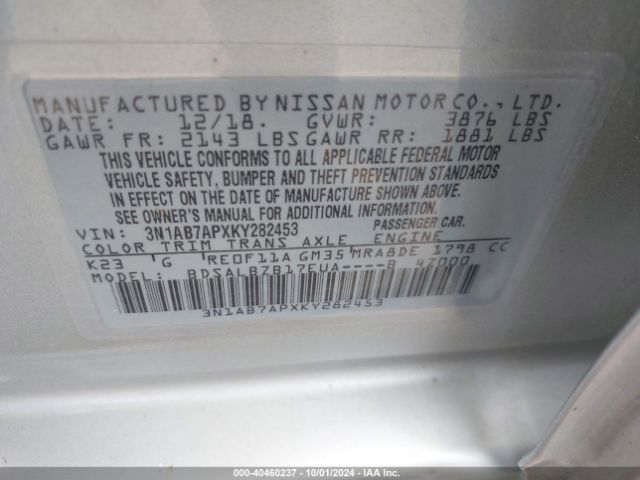 MANUFACTURED BY NISSAN MOTOR CO., LTD.
DATE: 12/18. GVWR: 3876 LBS
GAWR FR: 2143 LBS GAWR RR: 1881 LBS
THIS VEHICLE CONFORMS TO ALL APPLICABLE FEDERAL MOTOR
VEHICLE SAFETY, BUMPER AND THEFT PREVENTION STANDARDS
IN EFFECT ON THE DATE OF MANUFACTURE SHOWN ABOVE.
SEE OWNER'S MANUAL FOR ADDITIONAL INFORMATION.
VIN: 3N1AB7APXKY282453 PASSENGER CAR.
COLOR TRIM TRANS AXLE ENGINE
K23 G RE0F11A GM35 MRA8DE 1798 CC
MODEL: BDSALBZB17EUA----B 4Z000
3N1AB7APXKY282453
000-40460237 - 10/01/2024 - IAA Inc.